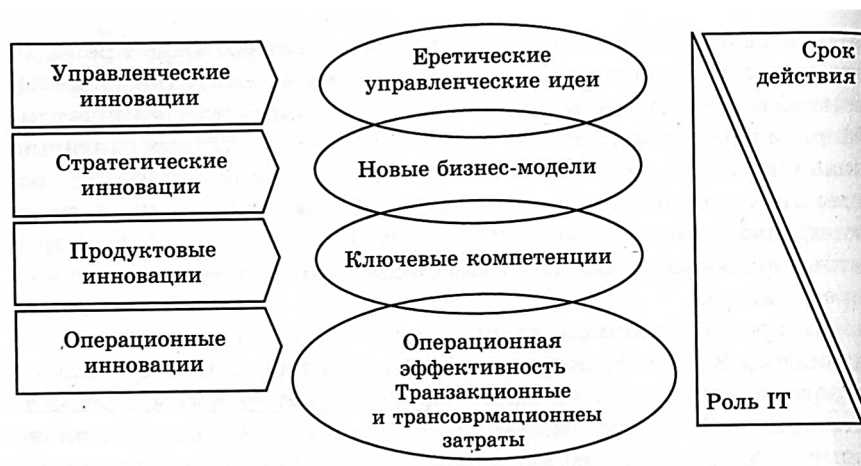 Управленческие
инновации
Еретические
управленческие идеи
Срок
действия
Стратегические
инновации
Новые бизнес-модели
Продуктовые
инновации
Ключевые компетенции
Операционные
инновации
Операционная
эффективность
Транзакционные
и трансоврмационнеы
затраты
Роль IT